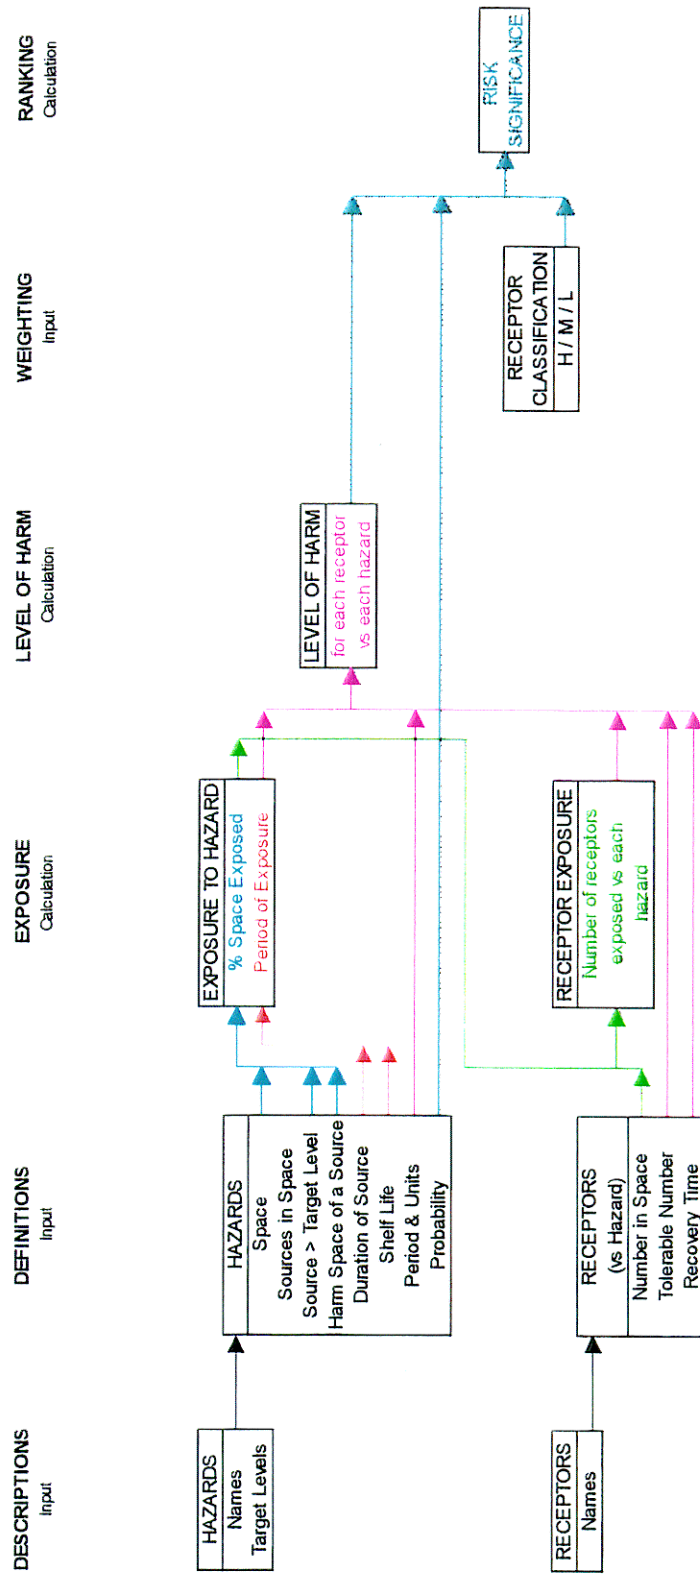 DESCRIPTIONS
Input
DEFINITIONS
Input
EXPOSURE
Calculation
LEVEL OF HARM
Calculation
WEIGHTING
Input
RANKING
Calculation
HAZARDS
Names
Target Levels
HAZARDS
Space
Sources in Space
Source > Target Level
Harm Space of a Source
Duration of Source
Shelf Life
Period & Units
Probability
EXPOSURE TO HAZARD
% Space Exposed
Period of Exposure
LEVEL OF HARM
for each receptor
vs each hazard
RECEPTOR
CLASSIFICATION
H / M / L
RISK
SIGNIFICANCE
RECEPTORS
Names
RECEPTORS
(vs Hazard)
Number in Space
Tolerable Number
Recovery Time
RECEPTOR EXPOSURE
Number of receptors
exposed vs each
hazard